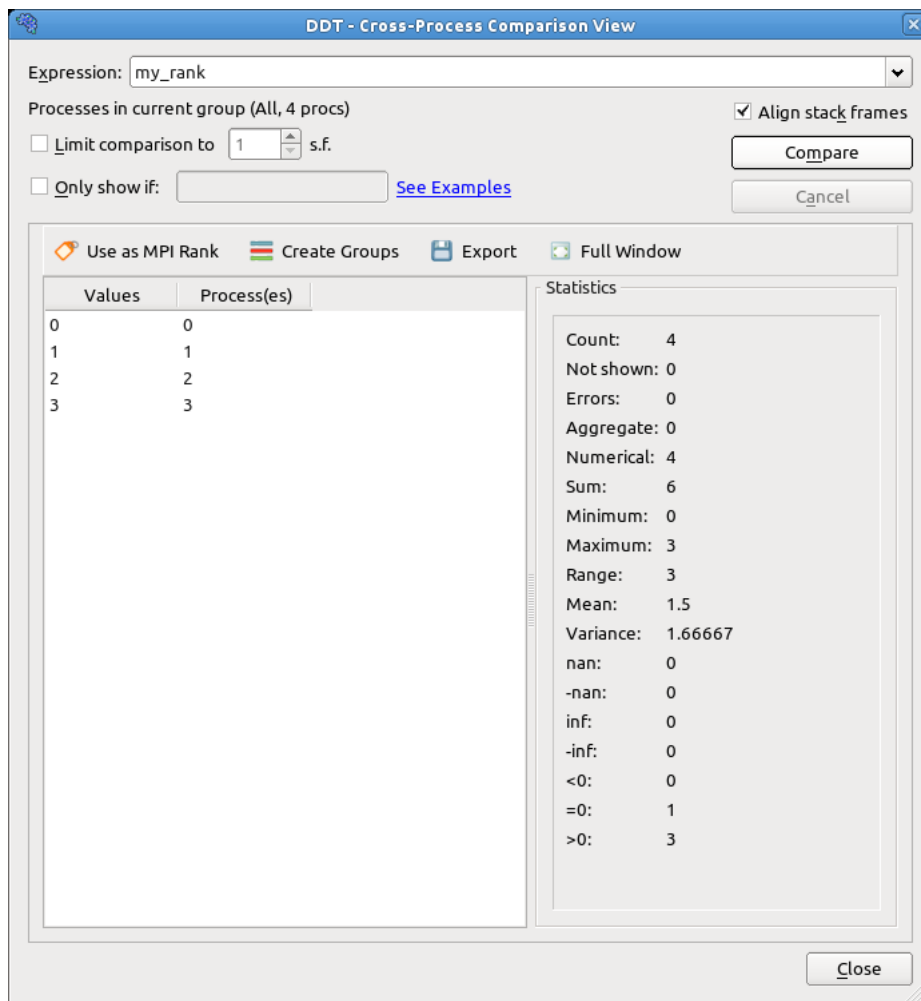 DDT - Cross-Process Comparison View
Expression: my_rank
Processes in current group (All, 4 procs)
Align stack frames
Limit comparison to 1 s.f.
Compare
Only show if: See Examples
Cancel
Use as MPI Rank Create Groups Export Full Window
Values Process(es)
0 0
1 1
2 2
3 3
Statistics
Count: 4
Not shown: 0
Errors: 0
Aggregate: 0
Numerical: 4
Sum: 6
Minimum: 0
Maximum: 3
Range: 3
Mean: 1.5
Variance: 1.66667
nan: 0
-nan: 0
inf: 0
-inf: 0
<0: 0
=0: 1
>0: 3
Close